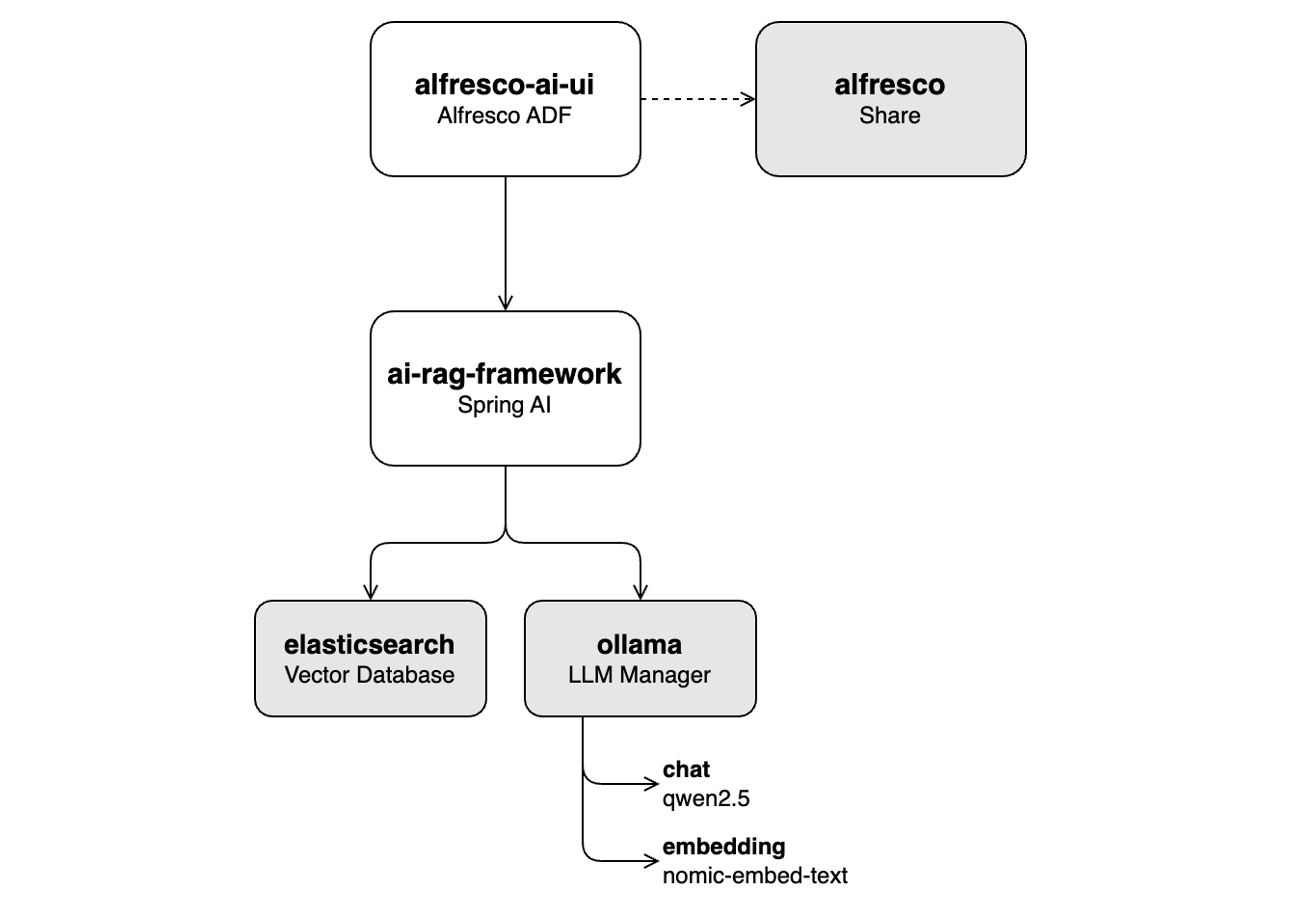 alfresco-ai-ui
Alfresco ADF
alfresco
Share
ai-rag-framework
Spring AI
elasticsearch
Vector Database
ollama
LLM Manager
chat
qwen2.5
embedding
nomic-embed-text